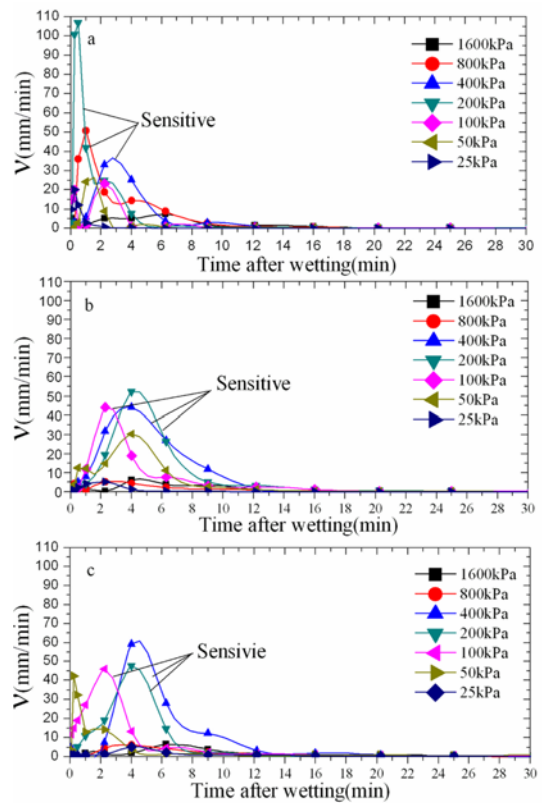 110
100
90
80
70
60
50
40
30
20
10
0
V(mm/min)
a
1600kPa
800kPa
400kPa
200kPa
100kPa
50kPa
25kPa
Sensitive
0 2 4 6 8 10 12 14 16 18 20 22 24 26 28 30
Time after wetting(min)
110
100
90
80
70
60
50
40
30
20
10
0
V(mm/min)
b
1600kPa
800kPa
400kPa
200kPa
100kPa
50kPa
25kPa
Sensitive
0 2 4 6 8 10 12 14 16 18 20 22 24 26 28 30
Time after wetting(min)
110
100
90
80
70
60
50
40
30
20
10
0
V(mm/min)
c
1600kPa
800kPa
400kPa
200kPa
100kPa
50kPa
25kPa
Sensivie
0 2 4 6 8 10 12 14 16 18 20 22 24 26 28 30
Time after wetting(min)